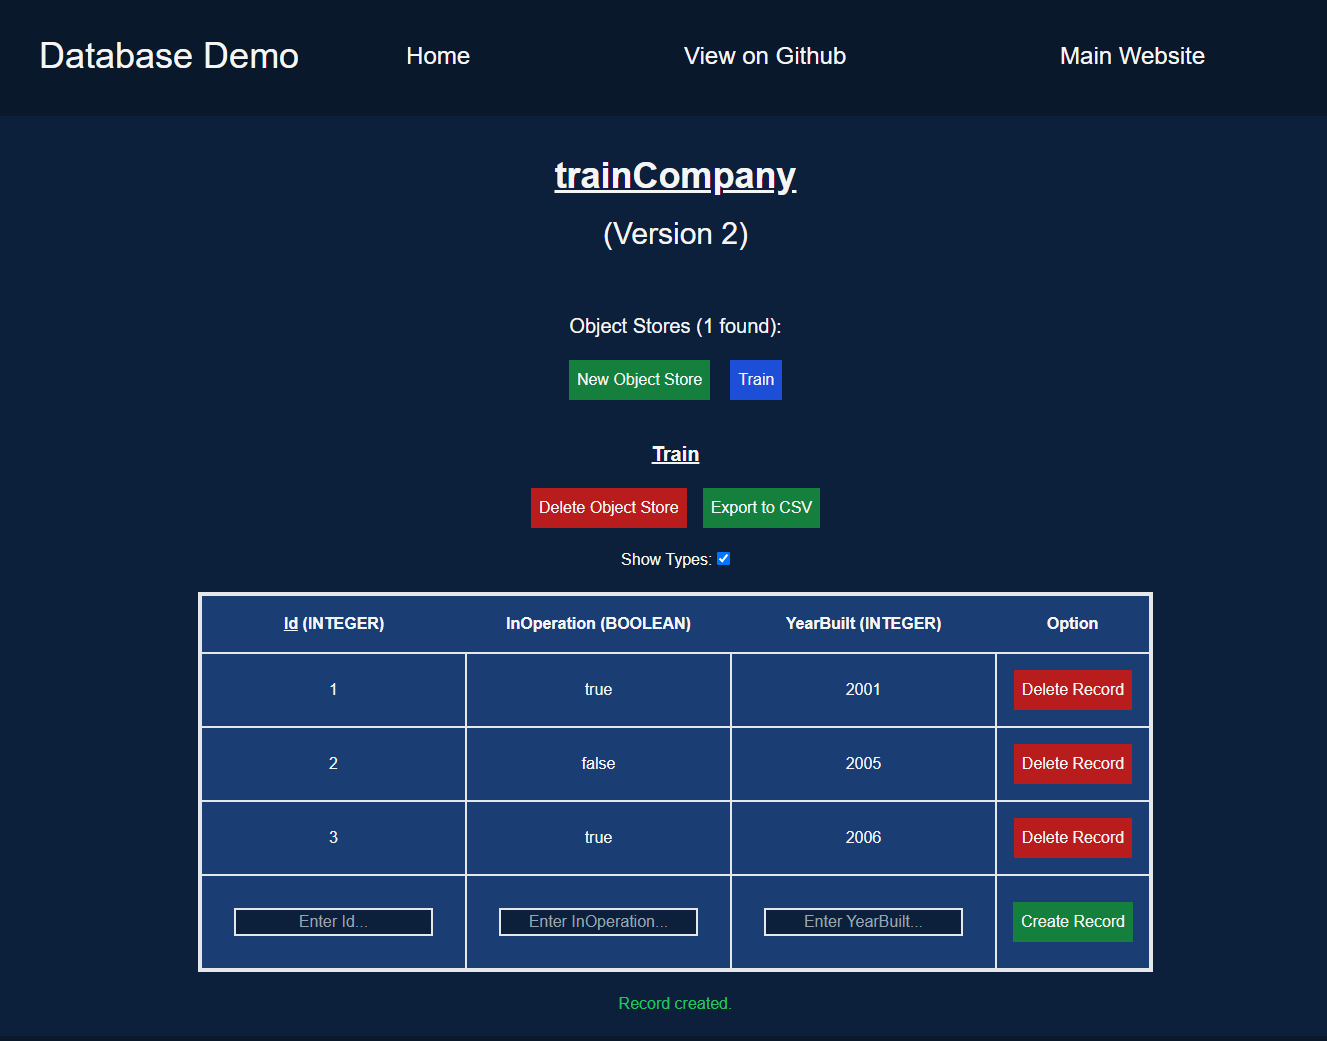 Database Demo Home View on Github Main Website
trainCompany
(Version 2)
Object Stores (1 found):
New Object Store Train
Train
Delete Object Store Export to CSV
Show Types:
Id (INTEGER) InOperation (BOOLEAN) YearBuilt (INTEGER) Option
1 true 2001 Delete Record
2 false 2005 Delete Record
3 true 2006 Delete Record
Enter Id... Enter InOperation... Enter YearBuilt... Create Record
Record created.